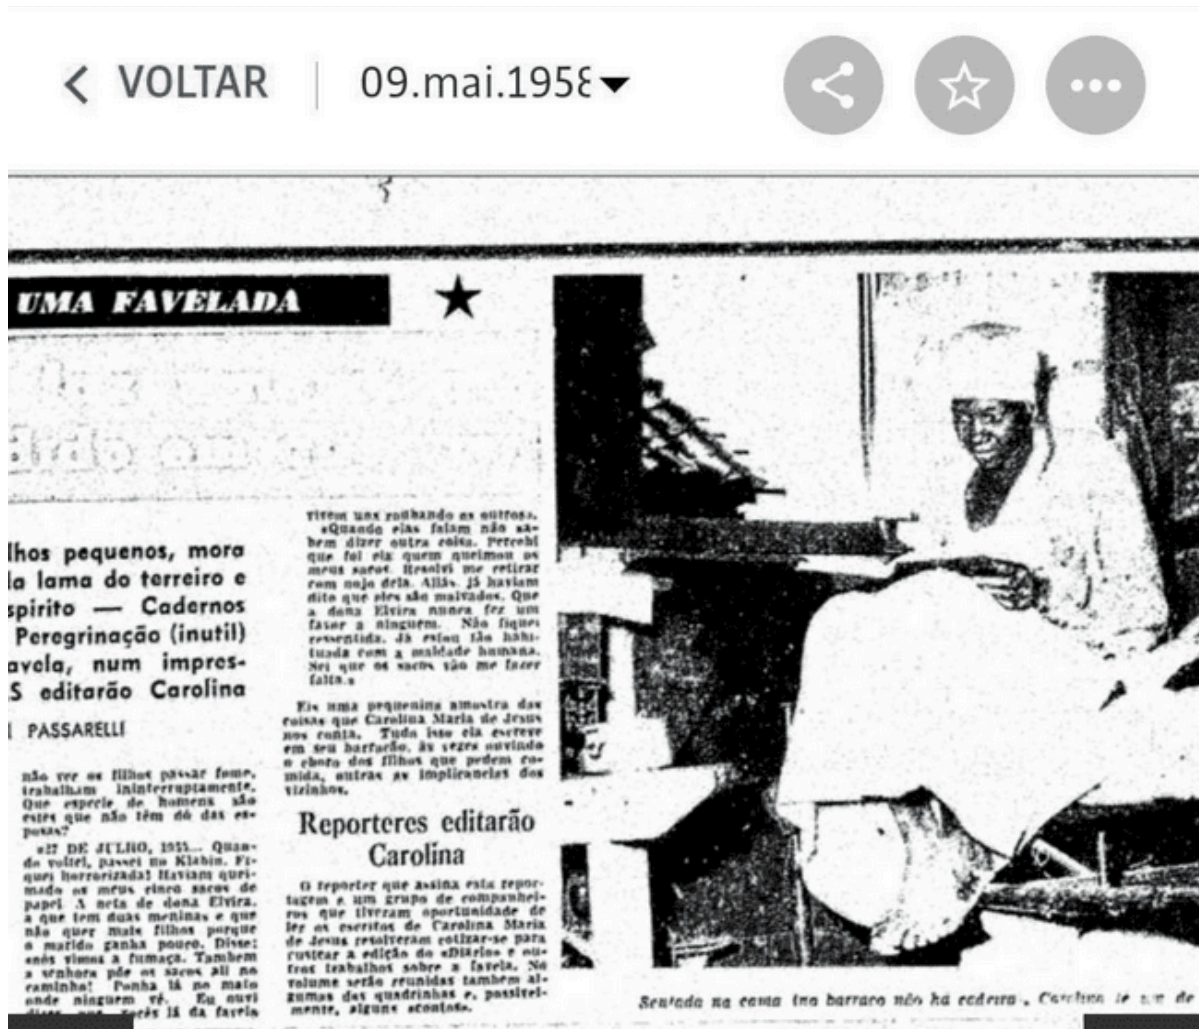 VOLTAR
09.mai.1958
UMA FAVELADA
lhos pequenos, mora
la lama do terreiro e
spirito — Cadernos
Peregrinação (inutil)
avela, num impres-
S editarão Carolina
PASSARELLI
não ver os filhos passar fome,
trabalham ininterruptamente.
Que especie de homens são
estes que não têm dó das es-
posas?
«27 DE JULHO, 1955... Quan-
do voltei, passei no Klabin. Fi-
quei horrorizada! Haviam quei-
mado os meus cinco sacos de
papel. A neta de dona Elvira,
a que tem duas meninas e que
não quer mais filhos porque
o marido ganha pouco. Disse:
«nós vimos a fumaça. Tambem
a senhora põe os sacos ali no
caminho! Ponha lá no mato
onde ninguem vê. Eu ouvi
vocês lá da favela
vivem uns roubando os outros».
«Quando elas falam não sa-
bem dizer outra coisa. Percebi
que foi ela quem queimou os
meus sacos. Resolvi me retirar
com nojo dela. Aliás, já haviam
dito que eles são malvados. Que
a dona Elvira nunca fez um
favor a ninguem. Não fiquei
ressentida. Já estou tão habi-
tuada com a maldade humana.
Sei que os sacos vão me fazer
falta.»
Eis uma pequenina amostra das
coisas que Carolina Maria de Jesus
nos conta. Tudo isso ela escreve
em seu barracão, às vezes ouvindo
o choro dos filhos que pedem co-
mida, outras as implicancias dos
vizinhos.
Reporteres editarão
Carolina
O reporter que assina esta repor-
tagem e um grupo de companhei-
ros que tiveram oportunidade de
ler os escritos de Carolina Maria
de Jesus resolveram cotizar-se para
custear a edição do «Diário» e ou-
tros trabalhos sobre a favela. No
volume serão reunidas tambem al-
gumas das quadrinhas e, possivel-
mente, alguns «contos».
Sentada na cama (no barraco não há cadeira), Carolina lê um de